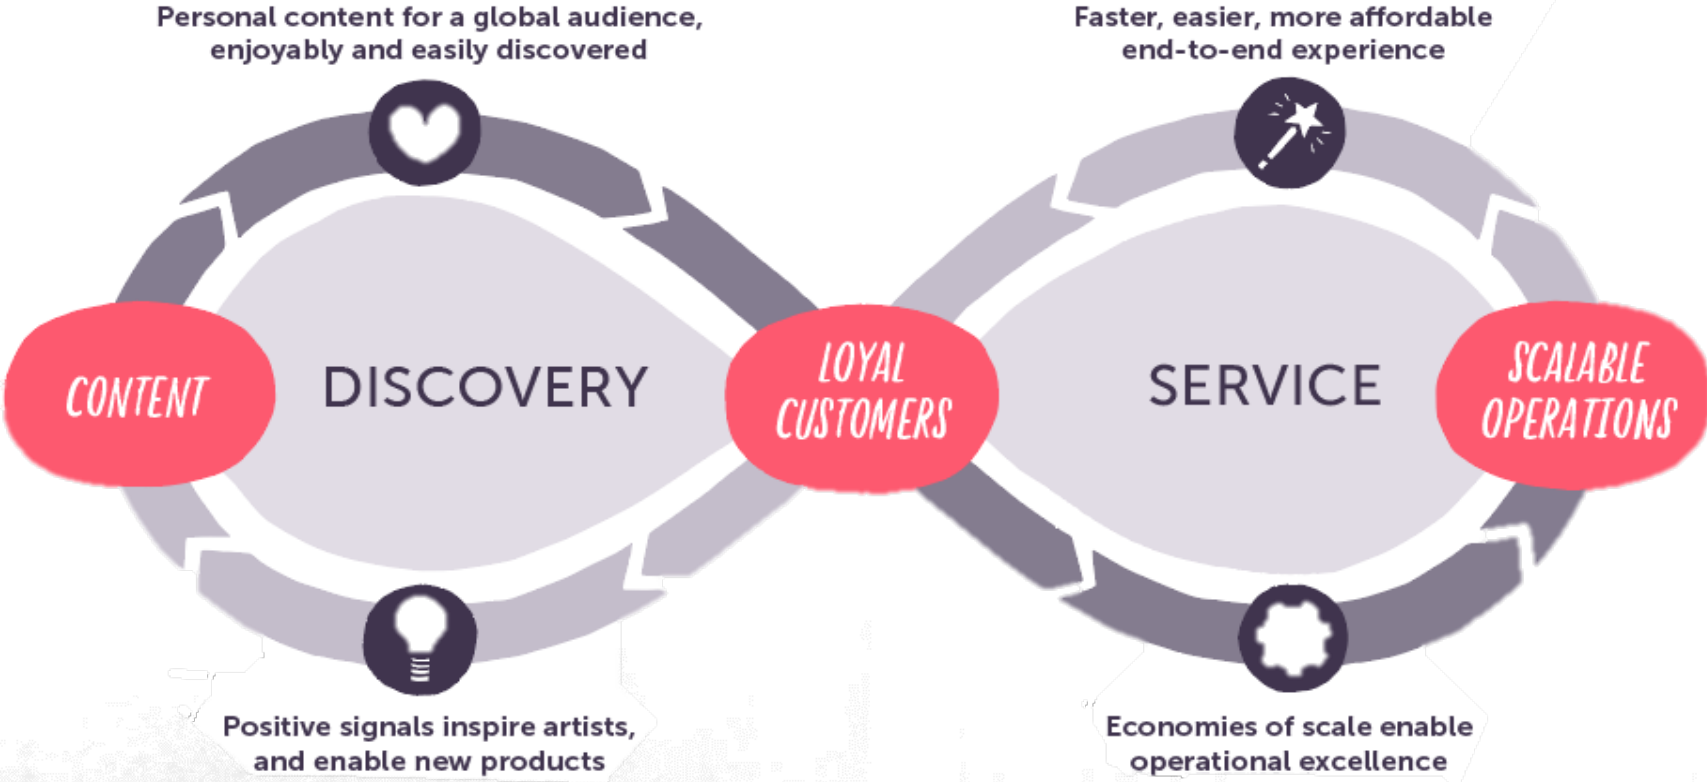 Personal content for a global audience,
enjoyably and easily discovered
Faster, easier, more affordable
end-to-end experience
CONTENT
DISCOVERY
LOYAL
CUSTOMERS
SERVICE
SCALABLE
OPERATIONS
Positive signals inspire artists,
and enable new products
Economies of scale enable
operational excellence